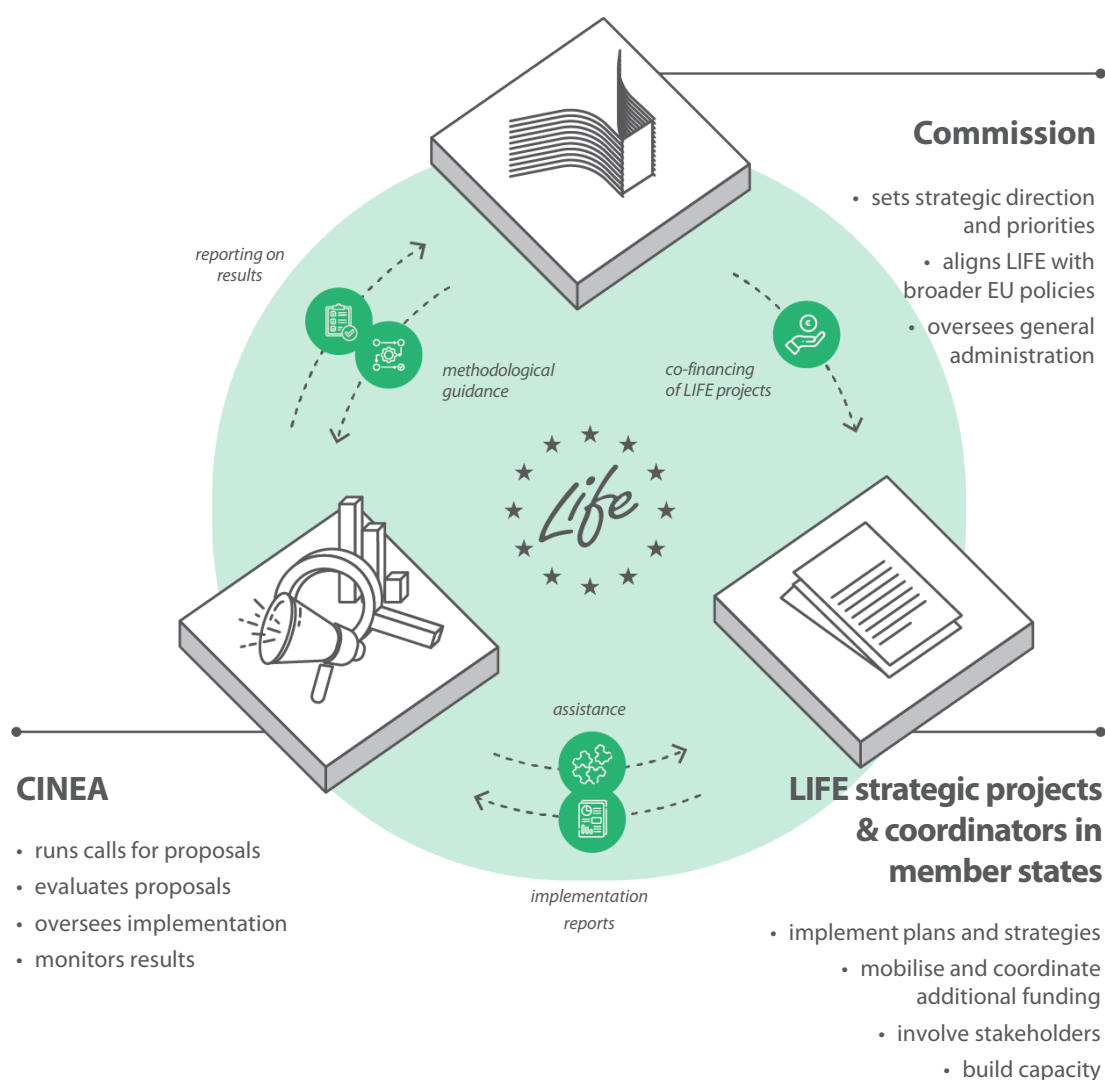 Commission
• sets strategic direction
and priorities
• aligns LIFE with
broader EU policies
• oversees general
administration
reporting on
results
methodological
guidance
co-financing
of LIFE projects
Life
assistance
implementation
reports
CINEA
• runs calls for proposals
• evaluates proposals
• oversees implementation
• monitors results
LIFE strategic projects
& coordinators in
member states
• implement plans and strategies
• mobilise and coordinate
additional funding
• involve stakeholders
• build capacity